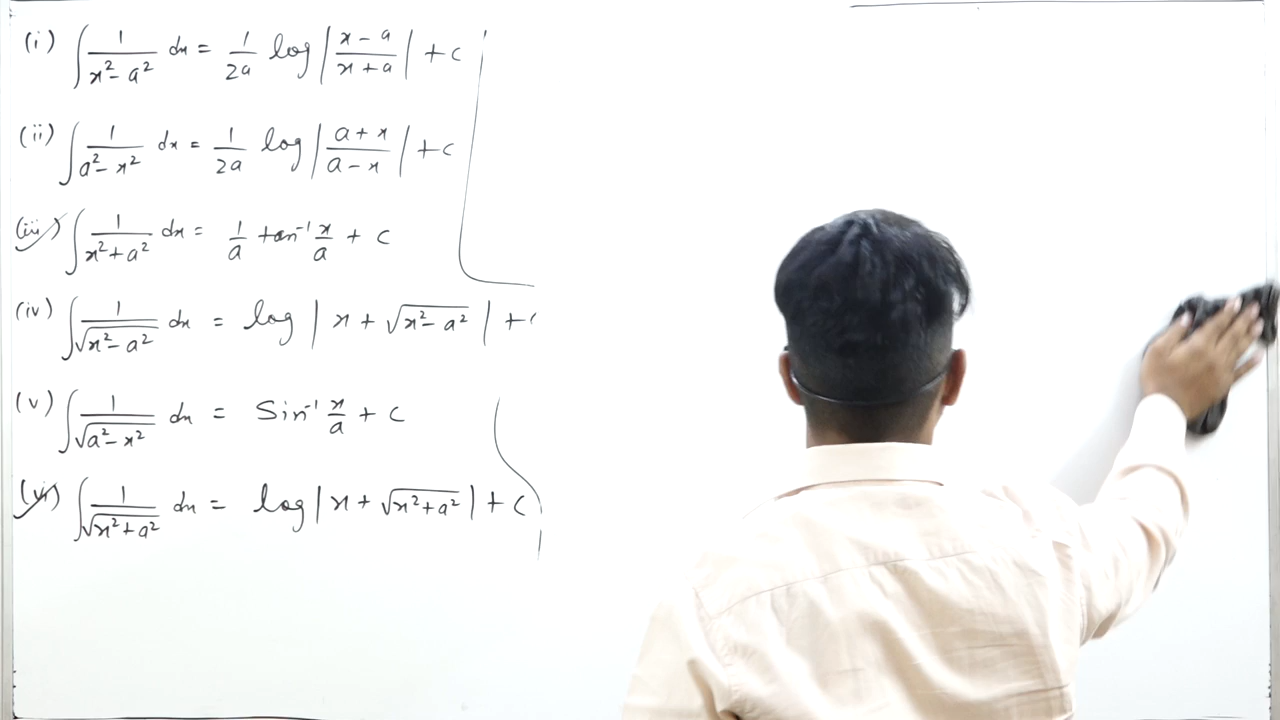 (i) ∫ 1/(x² - a²) dx = 1/2a log |(x - a)/(x + a)| + c
(ii) ∫ 1/(a² - x²) dx = 1/2a log |(a + x)/(a - x)| + c
(iii) ∫ 1/(x² + a²) dx = 1/a tan⁻¹ x/a + c
(iv) ∫ 1/√(x² - a²) dx = log | x + √(x² - a²) | + c
(v) ∫ 1/√(a² - x²) dx = Sin⁻¹ x/a + c
(vi) ∫ 1/√(x² + a²) dx = log | x + √(x² + a²) | + c